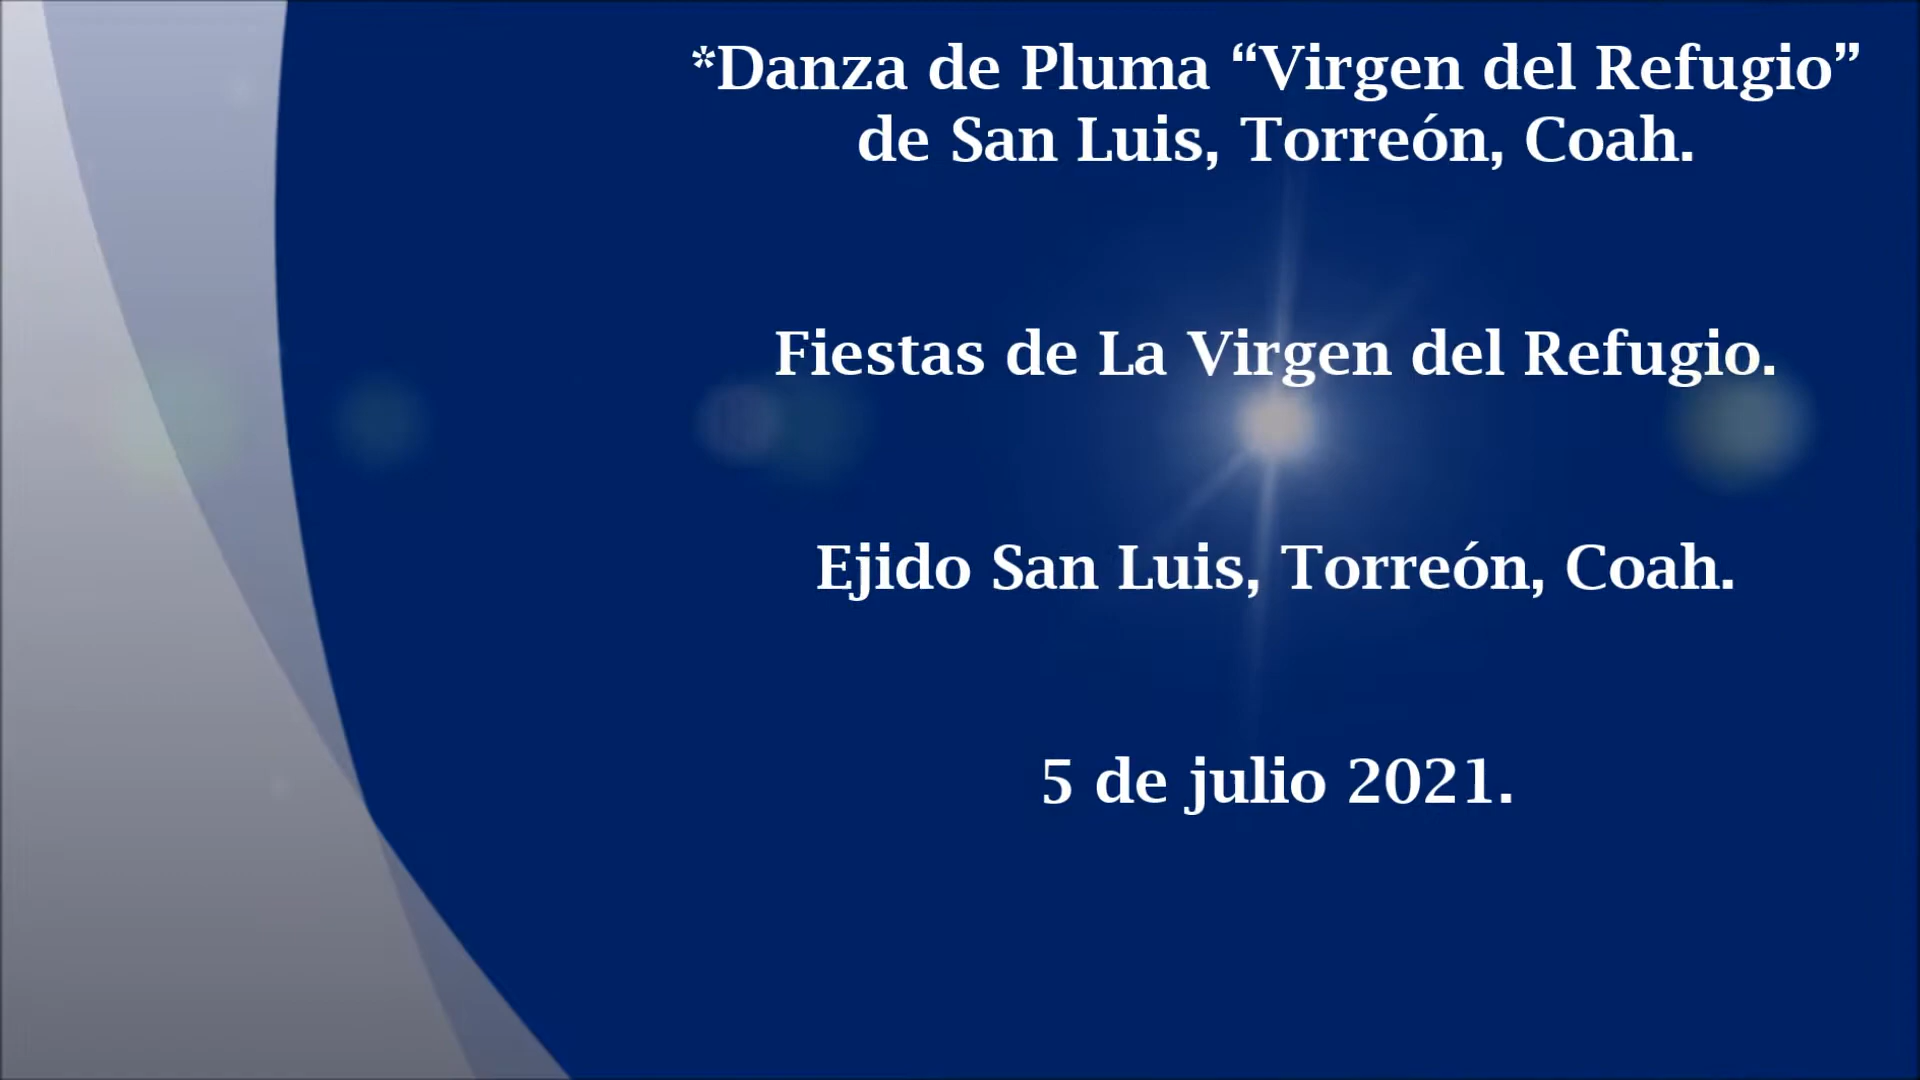 *Danza de Pluma “Virgen del Refugio”
de San Luis, Torreón, Coah.
Fiestas de La Virgen del Refugio.
Ejido San Luis, Torreón, Coah.
5 de julio 2021.